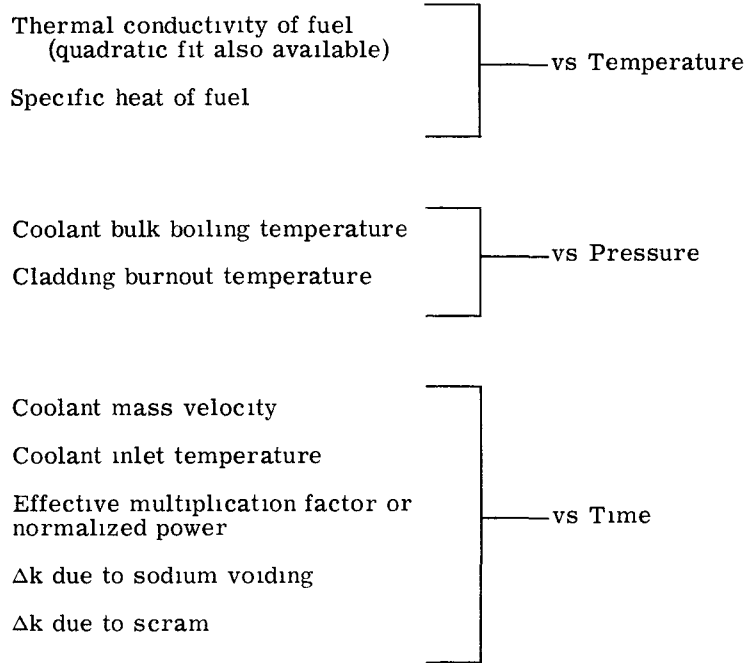 Thermal conductivity of fuel
(quadratic fit also available)
vs Temperature
Specific heat of fuel
Coolant bulk boiling temperature
vs Pressure
Cladding burnout temperature
Coolant mass velocity
Coolant inlet temperature
Effective multiplication factor or
normalized power
vs Time
Δk due to sodium voiding
Δk due to scram